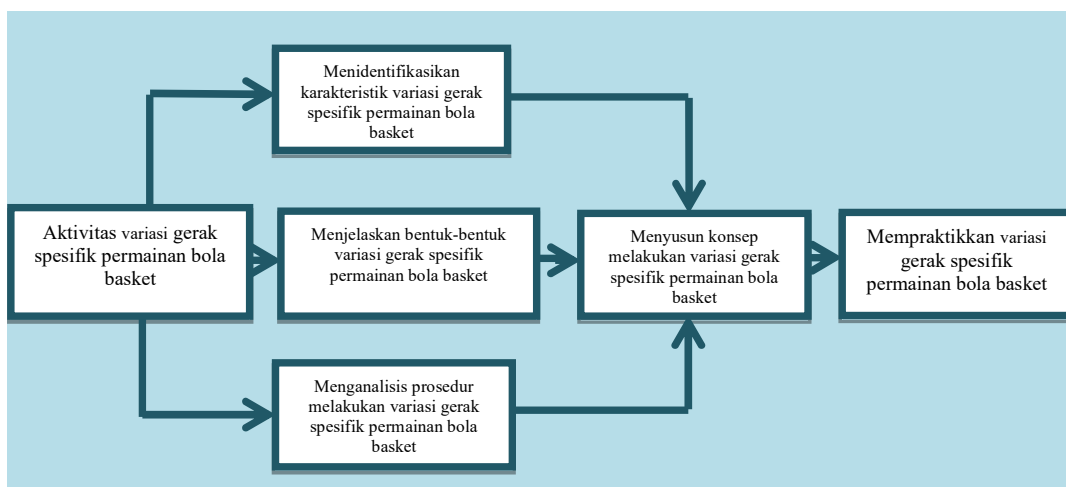 Menidentifikasikan
karakteristik variasi gerak
spesifik permainan bola
basket
Aktivitas variasi gerak
spesifik permainan bola
basket
Menjelaskan bentuk-bentuk
variasi gerak spesifik
permainan bola basket
Menyusun konsep
melakukan variasi gerak
spesifik permainan bola
basket
Mempraktikkan variasi
gerak spesifik
permainan bola basket
Menganalisis prosedur
melakukan variasi gerak
spesifik permainan bola
basket